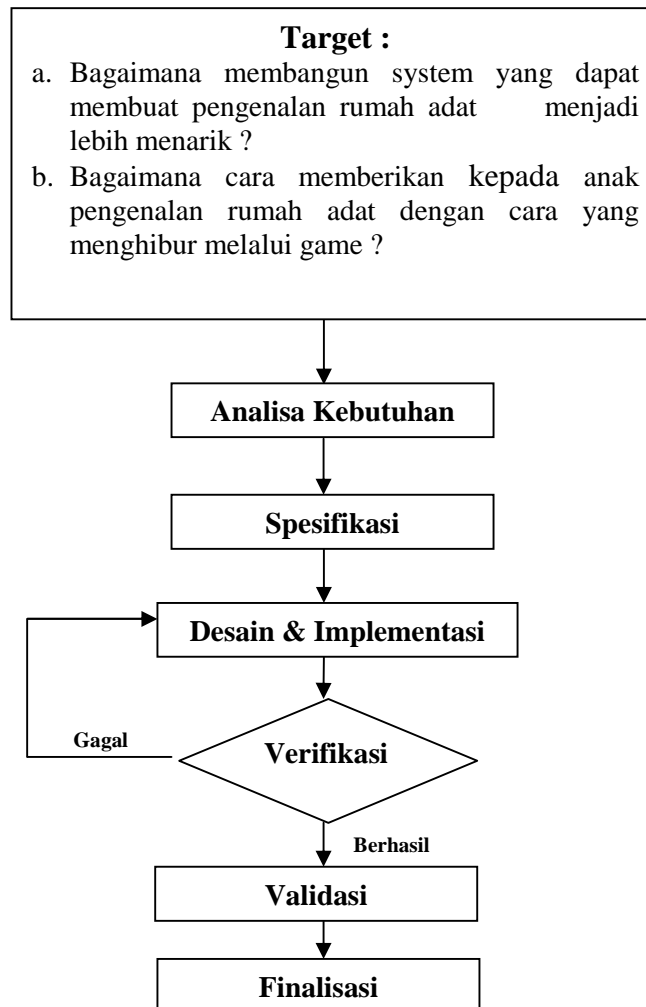 Target :
a. Bagaimana membangun system yang dapat
membuat pengenalan rumah adat menjadi
lebih menarik ?
b. Bagaimana cara memberikan kepada anak
pengenalan rumah adat dengan cara yang
menghibur melalui game ?
Analisa Kebutuhan
Spesifikasi
Desain & Implementasi
Gagal
Verifikasi
Berhasil
Validasi
Finalisasi